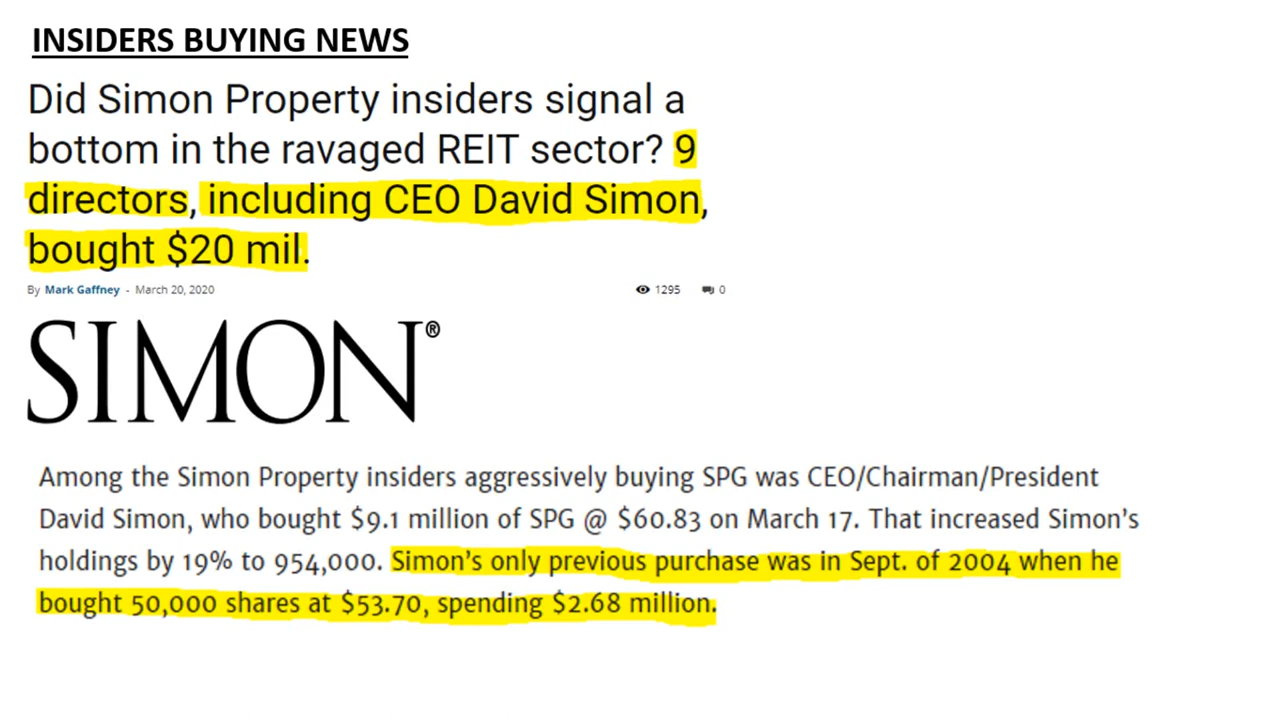 INSIDERS BUYING NEWS
Did Simon Property insiders signal a
bottom in the ravaged REIT sector? 9
directors, including CEO David Simon,
bought $20 mil.
By Mark Gaffney - March 20, 2020 1295 0
SIMON®
Among the Simon Property insiders aggressively buying SPG was CEO/Chairman/President
David Simon, who bought $9.1 million of SPG @ $60.83 on March 17. That increased Simon's
holdings by 19% to 954,000. Simon's only previous purchase was in Sept. of 2004 when he
bought 50,000 shares at $53.70, spending $2.68 million.